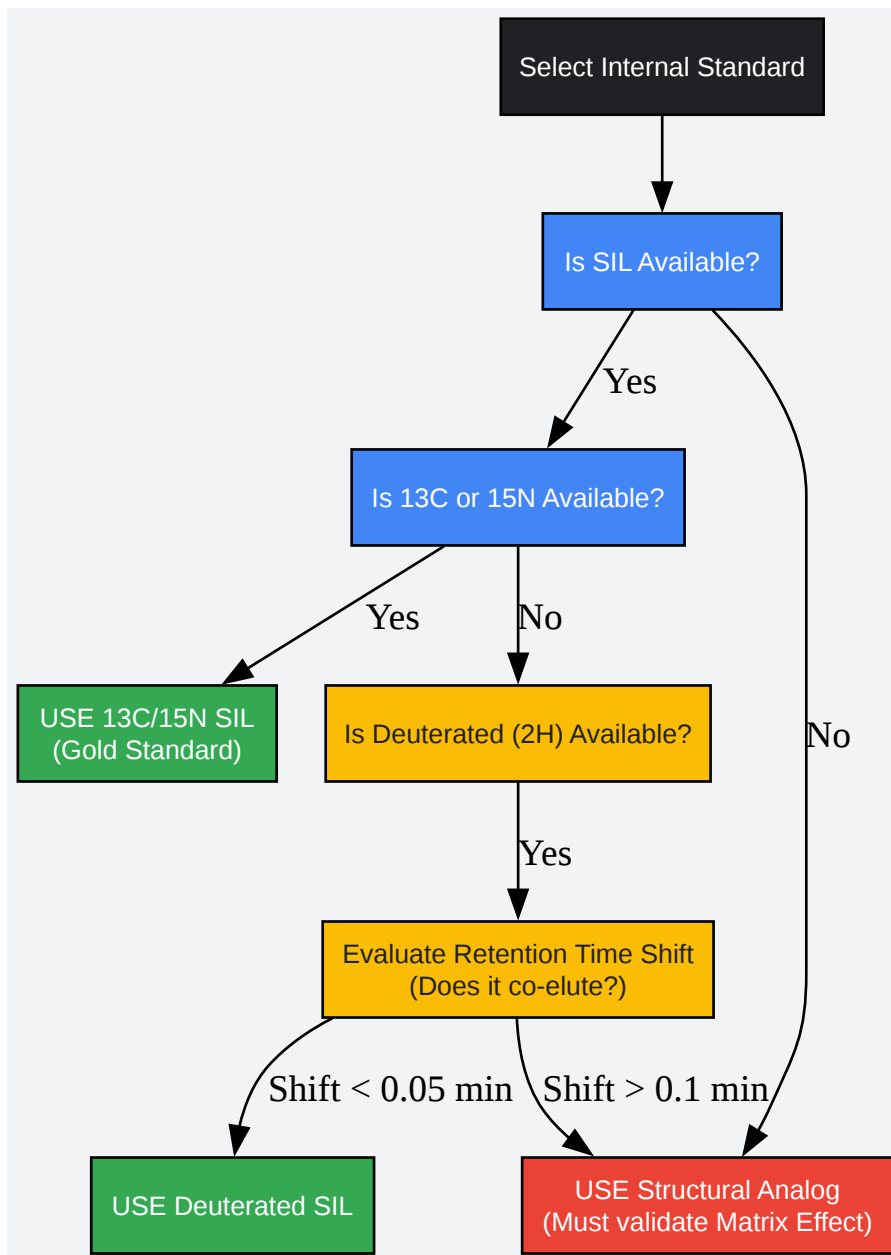 Select Internal Standard
Is SIL Available?
Yes
Is 13C or 15N Available?
Yes
No
USE 13C/15N SIL
(Gold Standard)
Is Deuterated (2H) Available?
No
Yes
Evaluate Retention Time Shift
(Does it co-elute?)
Shift < 0.05 min
Shift > 0.1 min
USE Deuterated SIL
USE Structural Analog
(Must validate Matrix Effect)